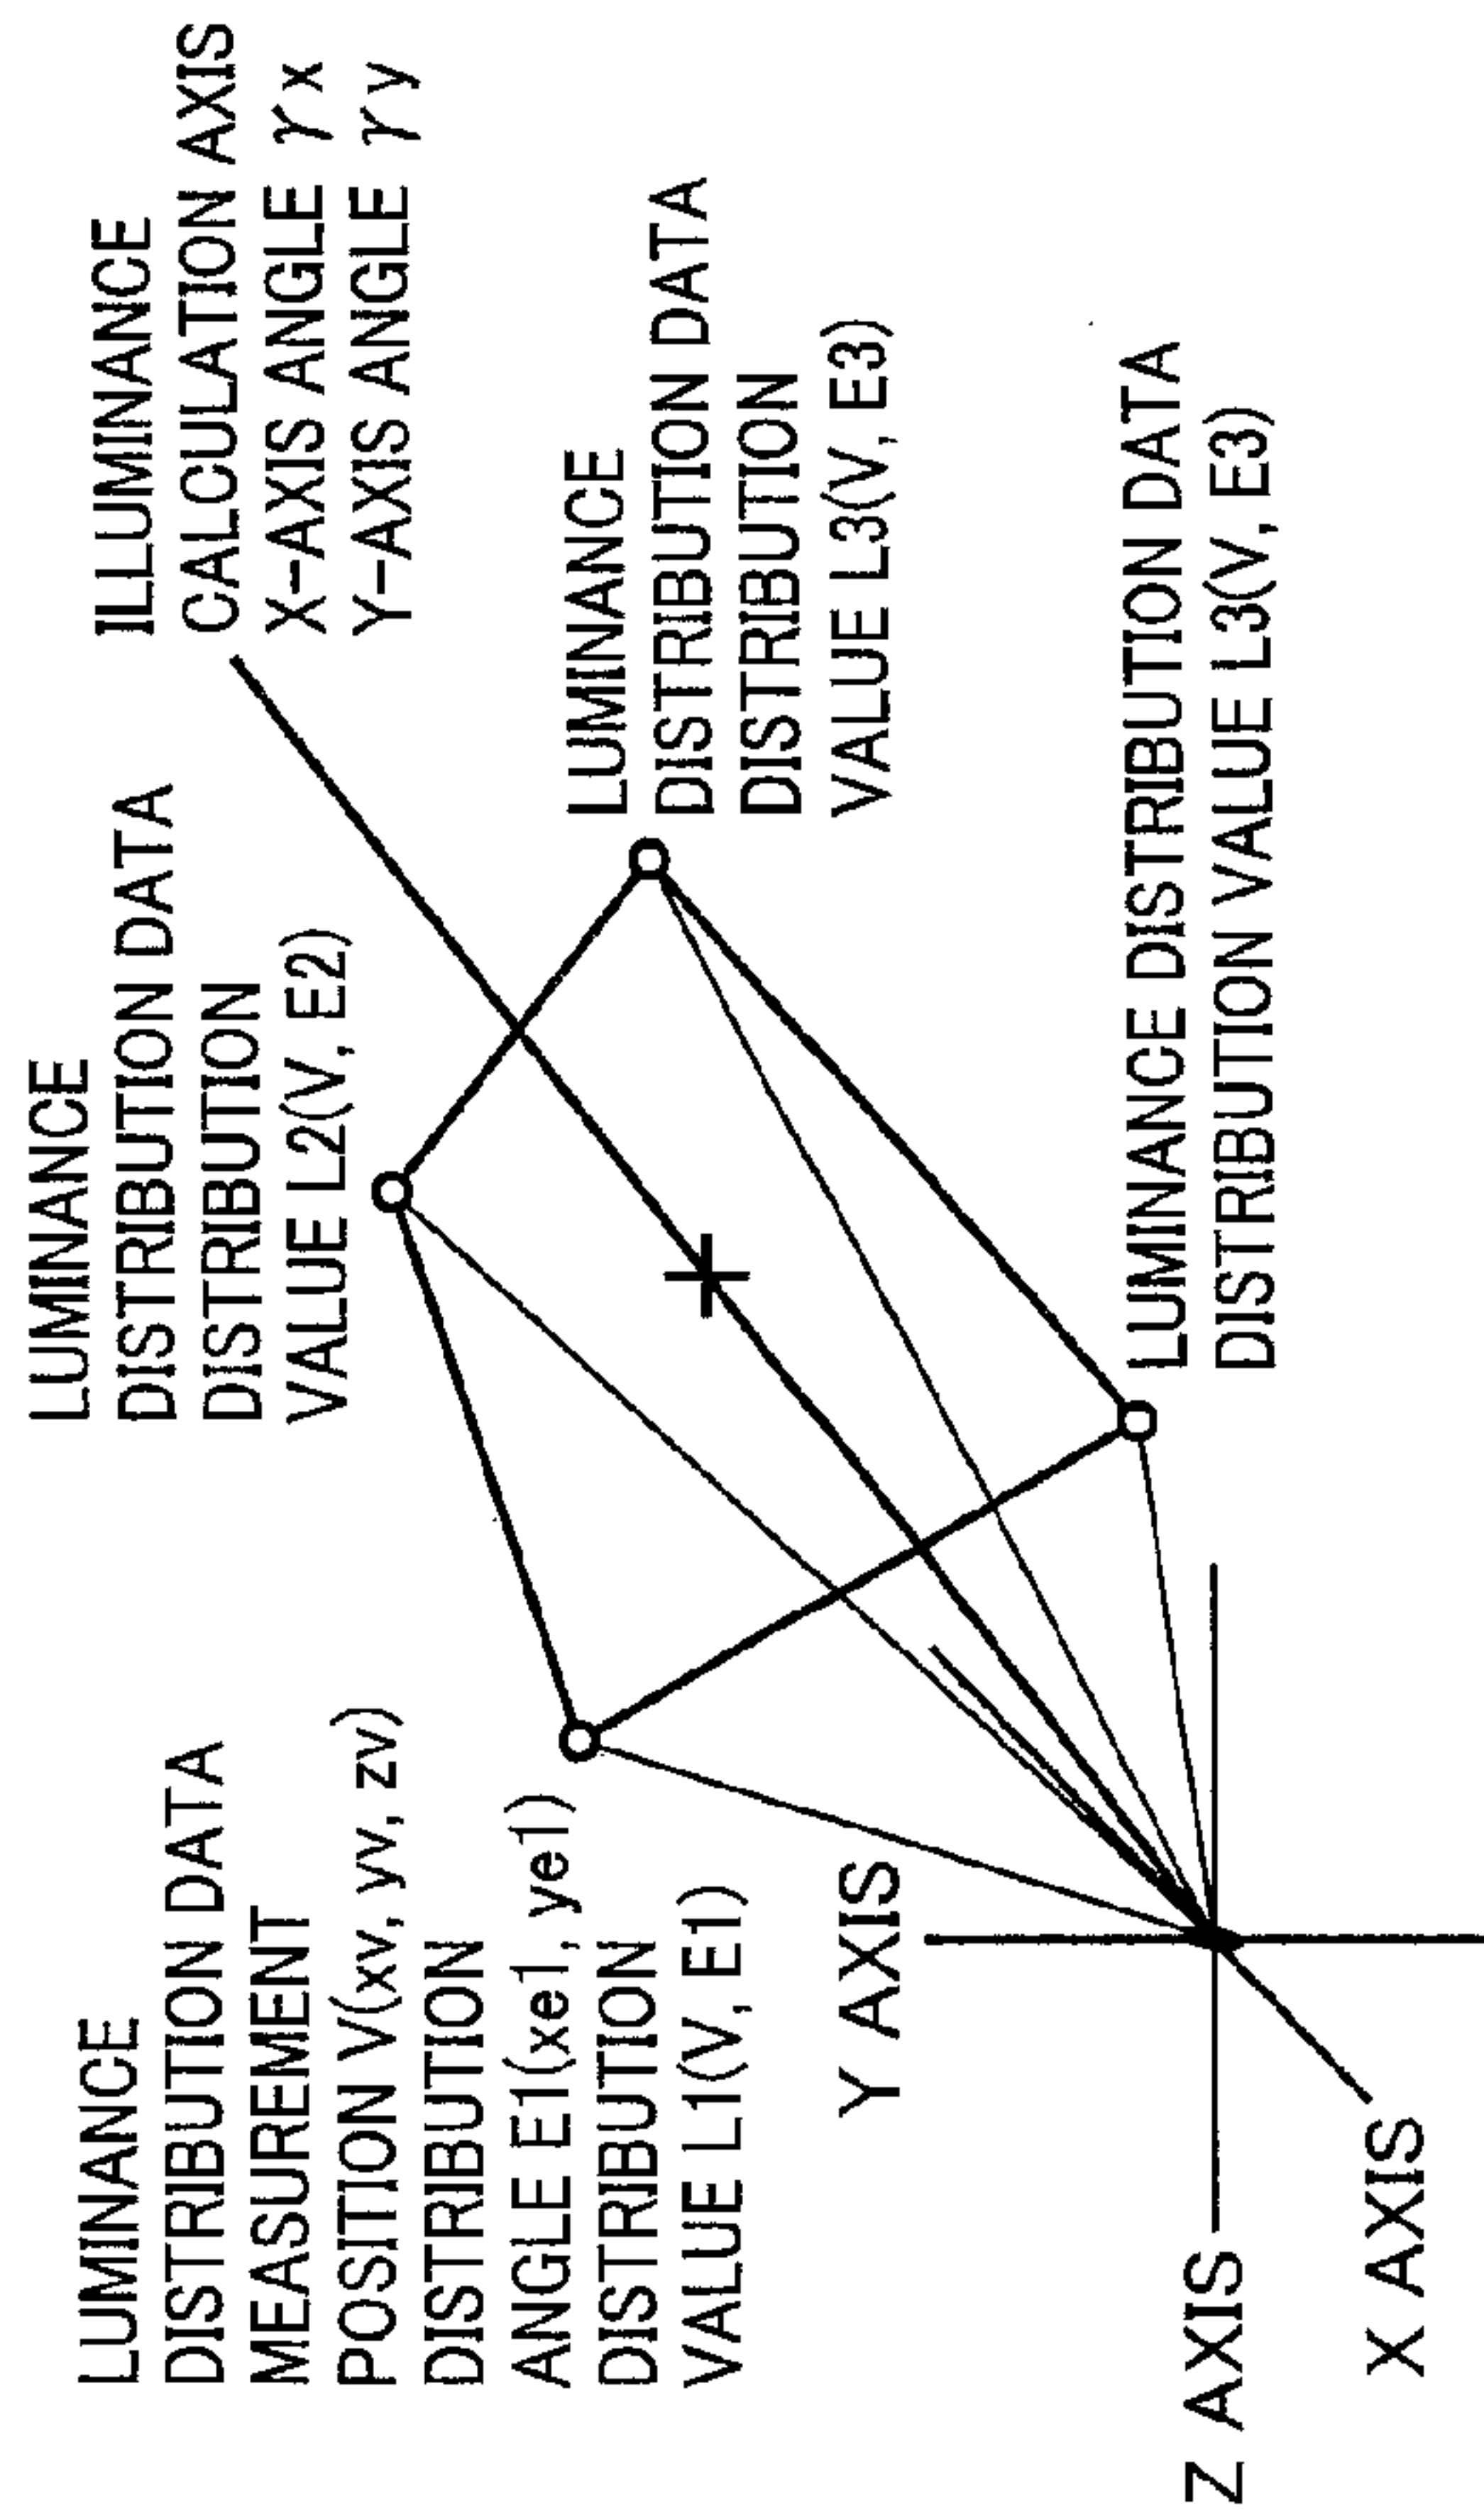 LUMINANCE
DISTRIBUTION DATA
MEASUREMENT
POSITION V(xv, yv, zv)
DISTRIBUTION
ANGLE E1(xe1, ye1)
DISTRIBUTION
VALUE L1(V, E1)
LUMINANCE
DISTRIBUTION DATA
DISTRIBUTION
VALUE L2(V, E2)
ILLUMINANCE
CALCULATION AXIS
X-AXIS ANGLE γx
Y-AXIS ANGLE γy
LUMINANCE
DISTRIBUTION DATA
DISTRIBUTION
VALUE L3(V, E3)
LUMINANCE DISTRIBUTION DATA
DISTRIBUTION VALUE L3(V, E3)
Y AXIS
Z AXIS
X AXIS